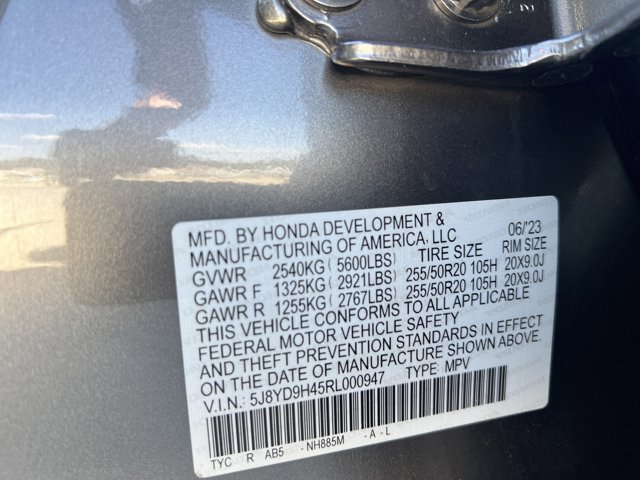 MFD. BY HONDA DEVELOPMENT & 06/'23
MANUFACTURING OF AMERICA, LLC
TIRE SIZE RIM SIZE
GVWR 2540KG (5600LBS)
GAWR F 1325KG (2921LBS) 255/50R20 105H 20X9.0J
GAWR R 1255KG (2767LBS) 255/50R20 105H 20X9.0J
THIS VEHICLE CONFORMS TO ALL APPLICABLE
FEDERAL MOTOR VEHICLE SAFETY
AND THEFT PREVENTION STANDARDS IN EFFECT
ON THE DATE OF MANUFACTURE SHOWN ABOVE.
V.I.N.: 5J8YD9H45RL000947 TYPE: MPV
TYC R AB5 -NH885M -A-L